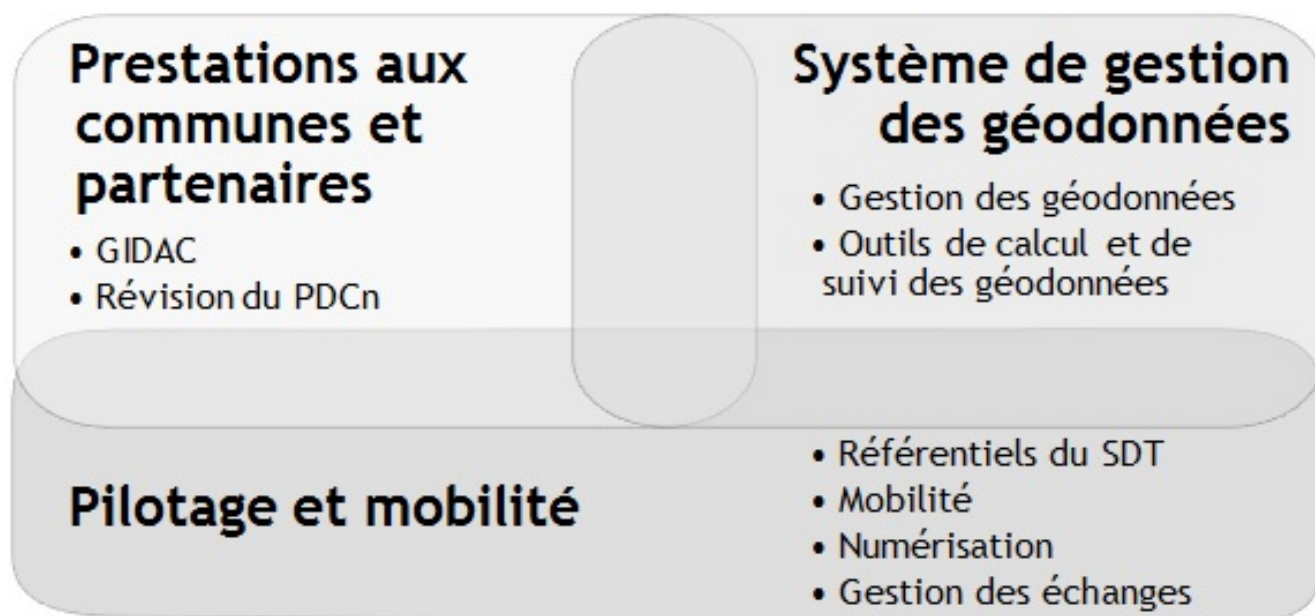 Prestations aux
communes et
partenaires
• GIDAC
• Révision du PDCn
Système de gestion
des géodonnées
• Gestion des géodonnées
• Outils de calcul et de
suivi des géodonnées
Pilotage et mobilité
• Référentiels du SDT
• Mobilité
• Numérisation
• Gestion des échanges